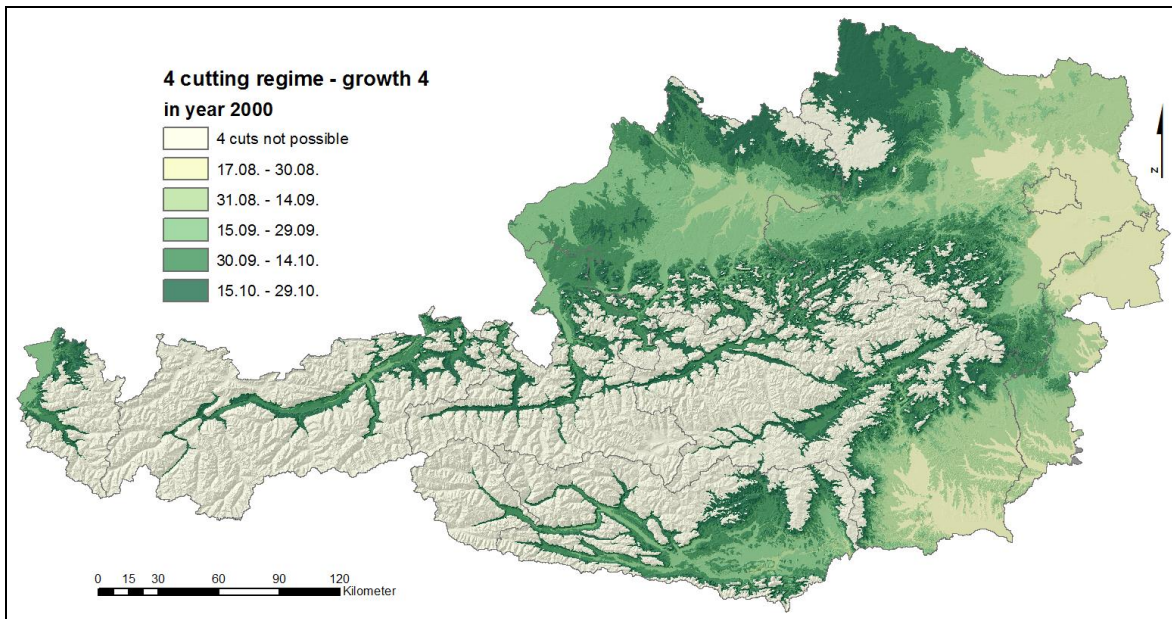 4 cutting regime - growth 4
in year 2000
4 cuts not possible
17.08. - 30.08.
31.08. - 14.09.
15.09. - 29.09.
30.09. - 14.10.
15.10. - 29.10.
N
0 15 30 60 90 120
Kilometer